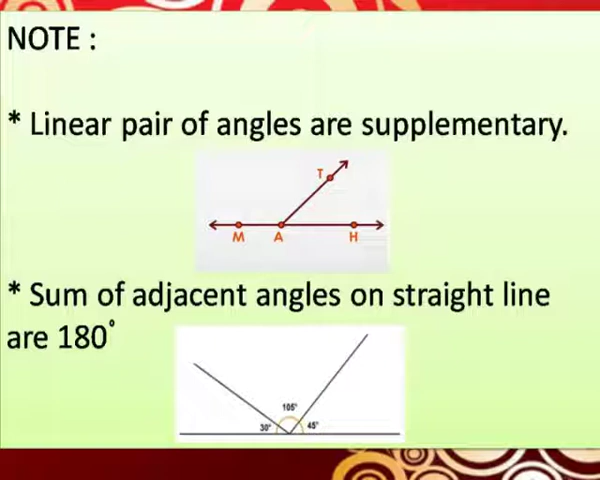 NOTE :
* Linear pair of angles are supplementary.
T
M A H
* Sum of adjacent angles on straight line
are 180°
105°
30° 45°